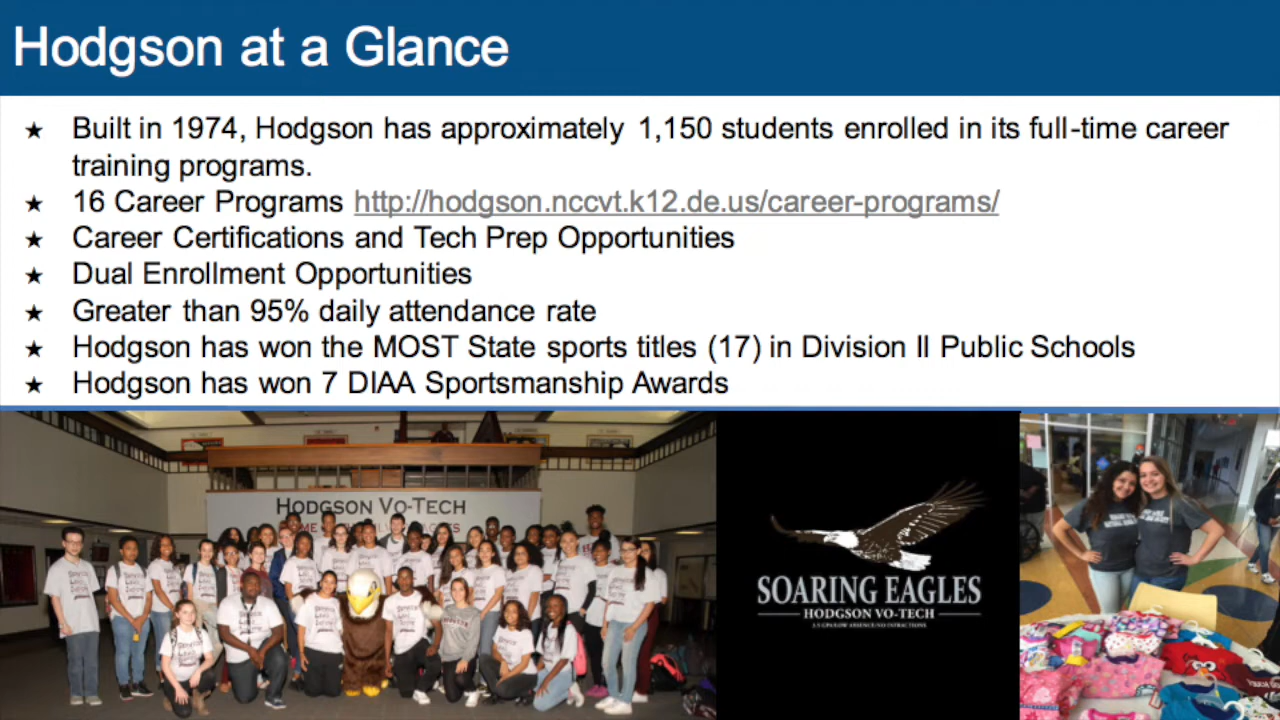 Hodgson at a Glance
★ Built in 1974, Hodgson has approximately 1,150 students enrolled in its full-time career
training programs.
★ 16 Career Programs http://hodgson.nccvt.k12.de.us/career-programs/
★ Career Certifications and Tech Prep Opportunities
★ Dual Enrollment Opportunities
★ Greater than 95% daily attendance rate
★ Hodgson has won the MOST State sports titles (17) in Division II Public Schools
★ Hodgson has won 7 DIAA Sportsmanship Awards
HODGSON VO-TECH
SOARING EAGLES
HODGSON VO-TECH